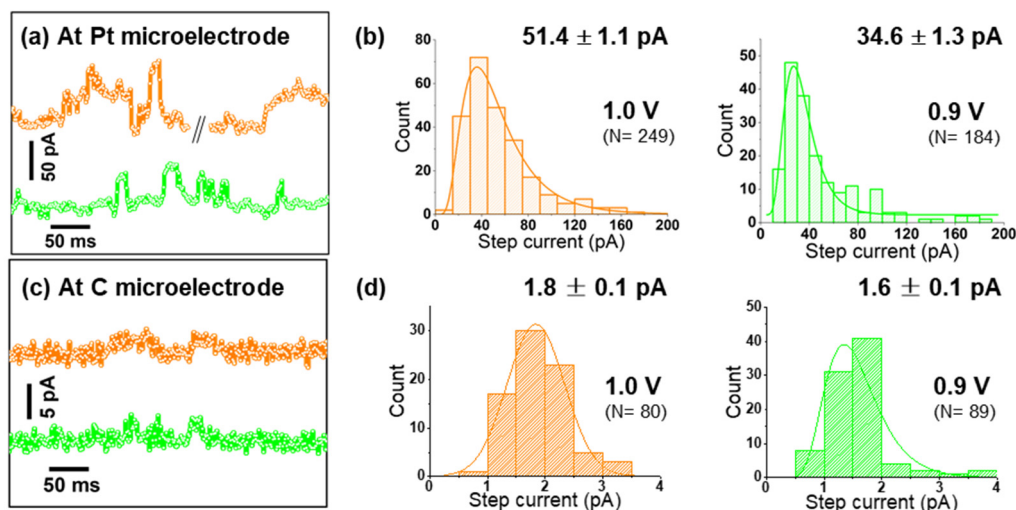 (a) At Pt microelectrode
50 pA
50 ms
(b)
51.4 ± 1.1 pA
1.0 V
(N= 249)
Count
80
60
40
20
0
0 40 80 120 160 200
Step current (pA)
34.6 ± 1.3 pA
0.9 V
(N= 184)
Count
50
40
30
20
10
0
0 40 80 120 160 200
Step current (pA)
(c) At C microelectrode
5 pA
50 ms
(d)
1.8 ± 0.1 pA
1.0 V
(N= 80)
Count
30
20
10
0
0 1 2 3 4
Step current (pA)
1.6 ± 0.1 pA
0.9 V
(N= 89)
Count
50
40
30
20
10
0
0 1 2 3 4
Step current (pA)